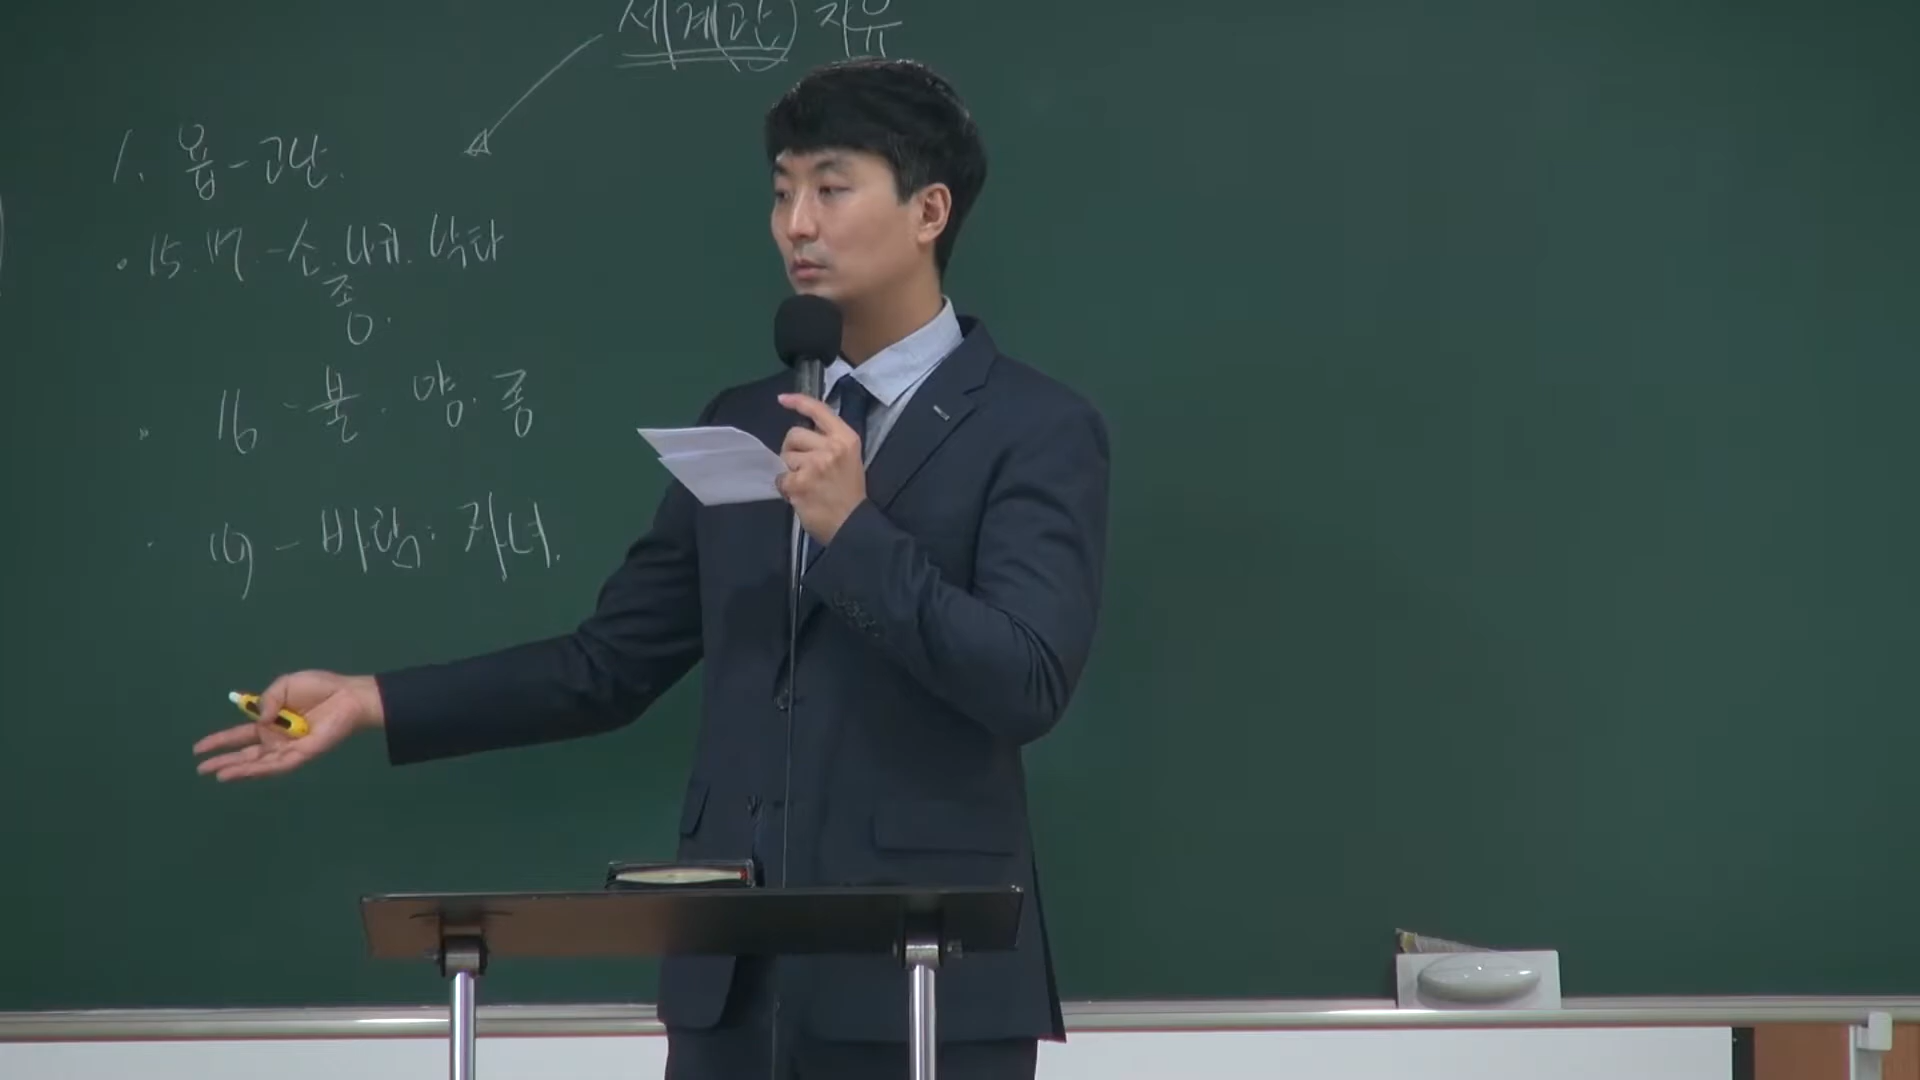 세계관) 자유
1. 욥-고난.
·15.17.-소.나귀.낙타
종.
· 16-불.양.종
· 19-바람. 자녀.